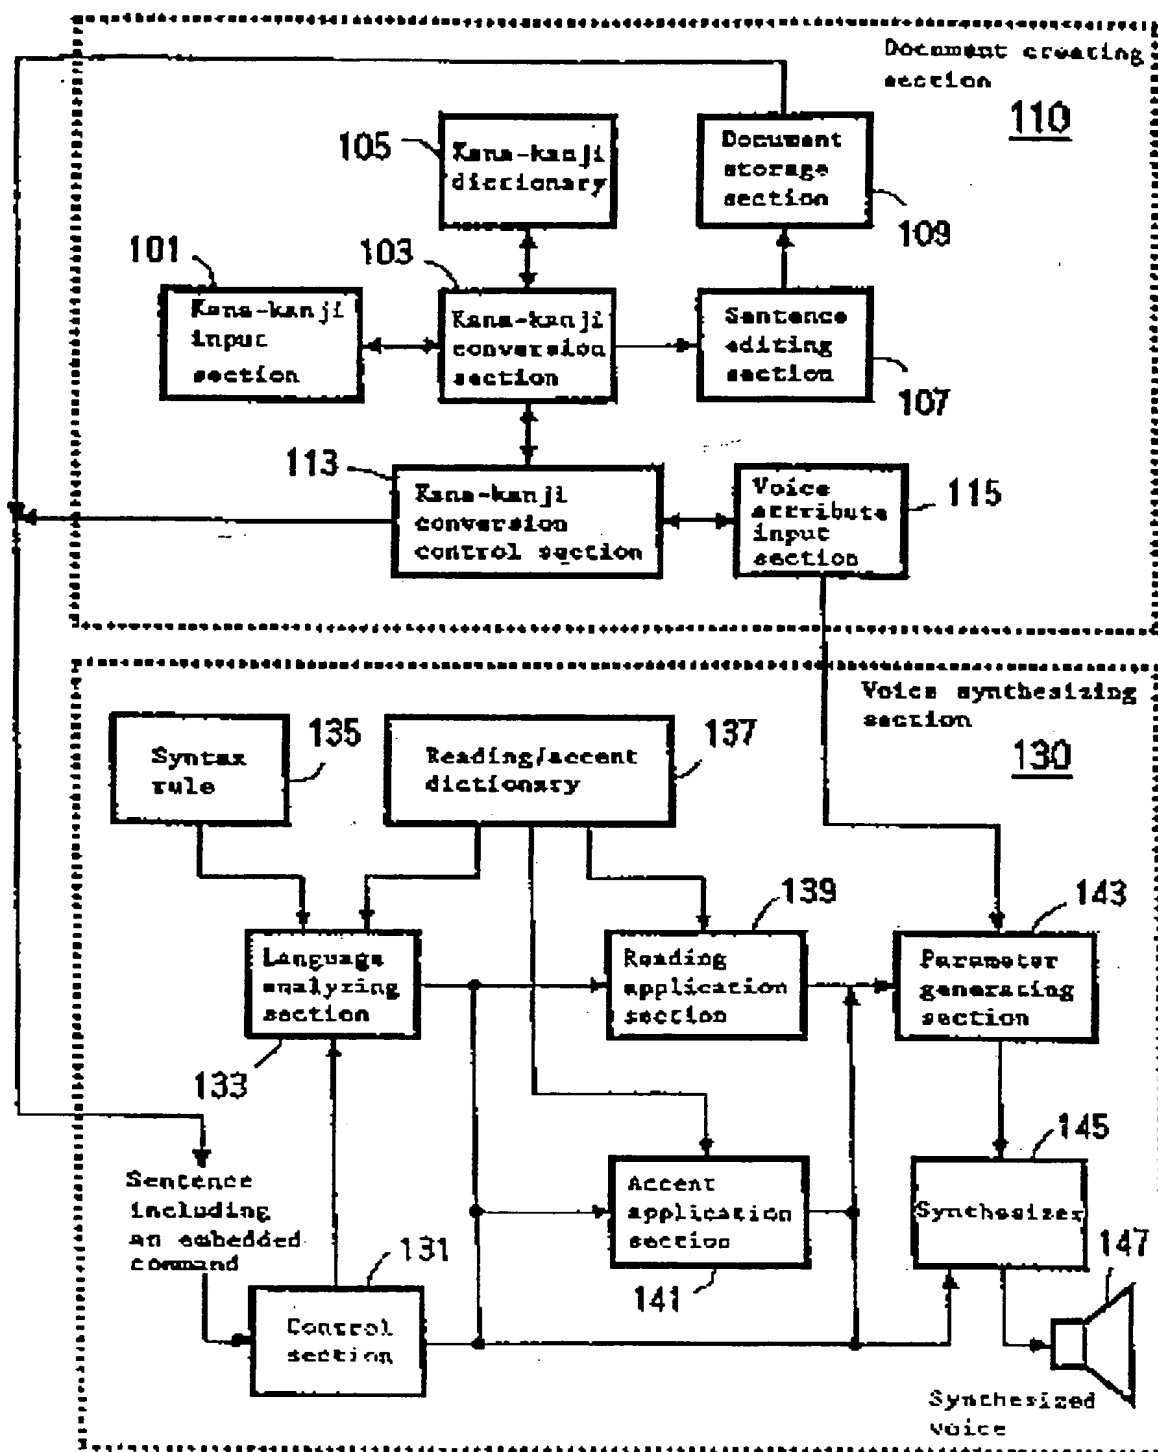 Document creating
section
110
105
Kana-kanji
dictionary
Document
storage
section
109
101
Kana-kanji
input
section
103
Kana-kanji
conversion
section
Sentence
editing
section
107
113
Kana-kanji
conversion
control section
Voice
attribute
input
section
115
Voice synthesizing
section
130
Syntax
rule
135
Reading/accent
dictionary
137
Language
analyzing
section
133
Reading
application
section
139
Parameter
generating
section
143
Sentence
including
an embedded
command
Accent
application
section
141
Synthesizer
145
131
Control
section
147
Synthesized
voice